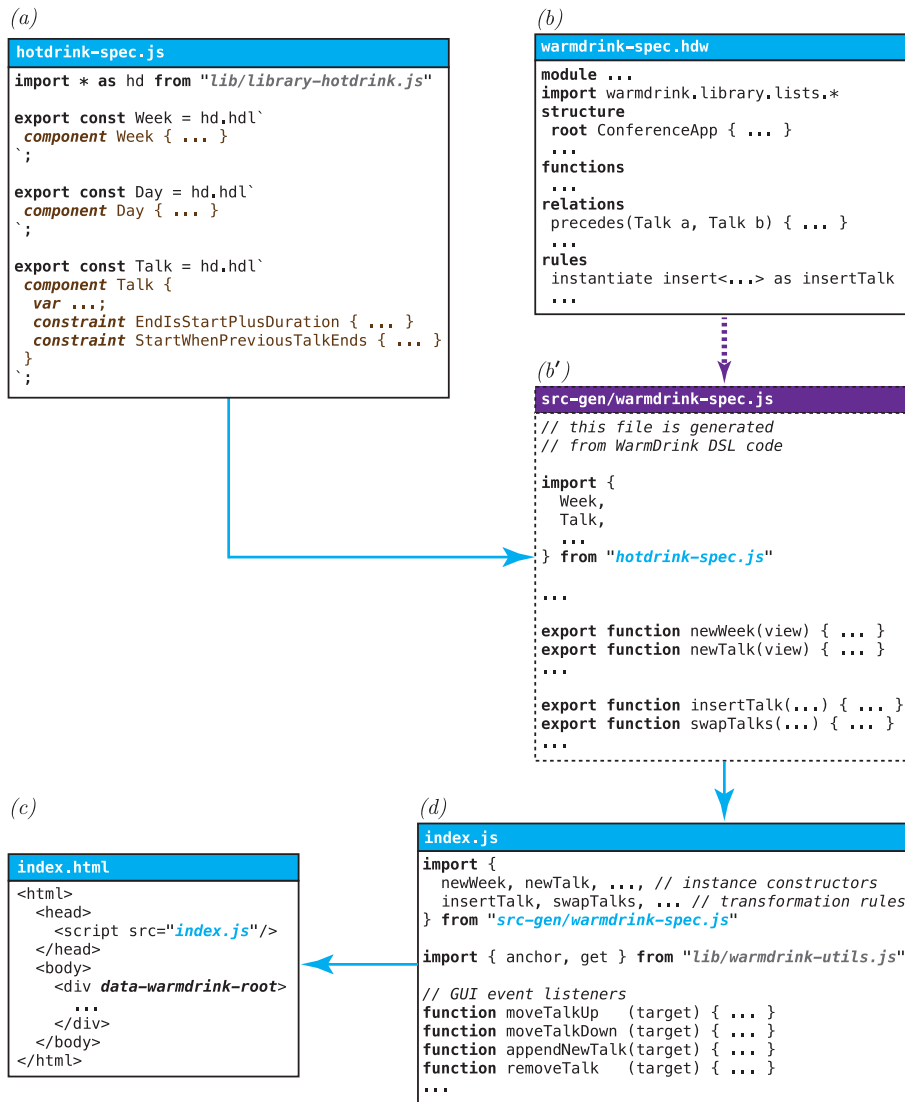 (a)
hotdrink-spec.js
import * as hd from "lib/library-hotdrink.js"
export const Week = hd.hdl`
component Week { ... }
`;
export const Day = hd.hdl`
component Day { ... }
`;
export const Talk = hd.hdl`
component Talk {
var ...;
constraint EndIsStartPlusDuration { ... }
constraint StartWhenPreviousTalkEnds { ... }
}
`;
(b)
warmdrink-spec.hdw
module ...
import warmdrink.library.lists.*
structure
root ConferenceApp { ... }
...
functions
...
relations
precedes(Talk a, Talk b) { ... }
...
rules
instantiate insert<...> as insertTalk
...
(b′)
src-gen/warmdrink-spec.js
// this file is generated
// from WarmDrink DSL code
import {
Week,
Talk,
...
} from "hotdrink-spec.js"
...
export function newWeek(view) { ... }
export function newTalk(view) { ... }
...
export function insertTalk(...) { ... }
export function swapTalks(...) { ... }
...
(c)
index.html
<html>
<head>
<script src="index.js"/>
</head>
<body>
<div data-warmdrink-root>
...
</div>
</body>
</html>
(d)
index.js
import {
newWeek, newTalk, ..., // instance constructors
insertTalk, swapTalks, ... // transformation rules
} from "src-gen/warmdrink-spec.js"
import { anchor, get } from "lib/warmdrink-utils.js"
// GUI event listeners
function moveTalkUp   (target) { ... }
function moveTalkDown (target) { ... }
function appendNewTalk(target) { ... }
function removeTalk   (target) { ... }
...